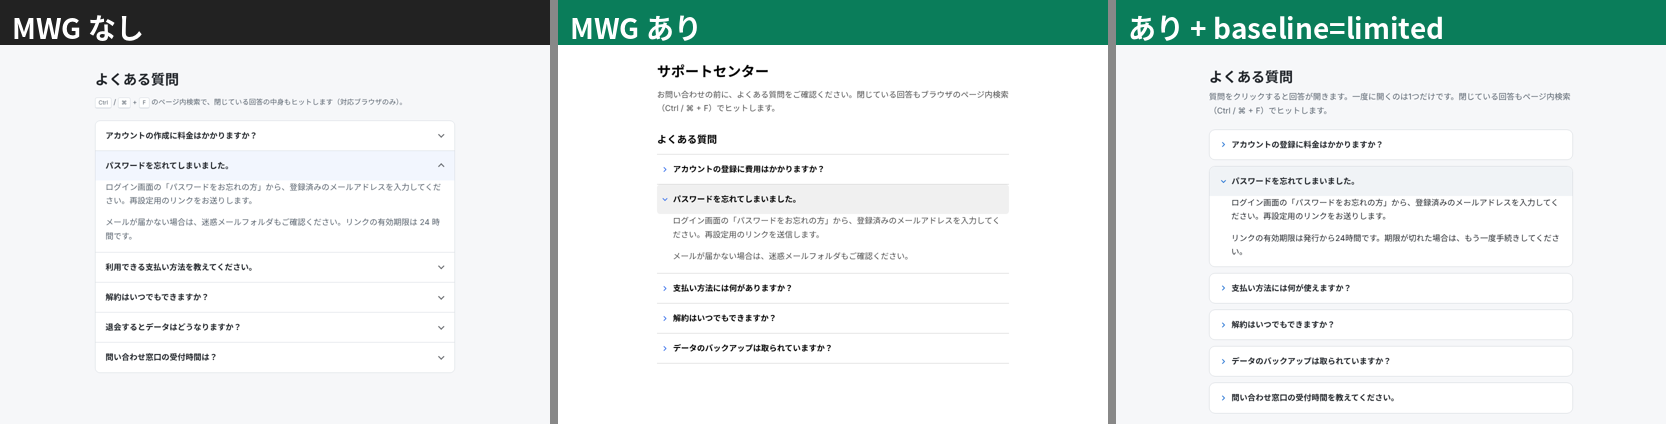 MWG なし
よくある質問
Ctrl / ⌘ + F のページ内検索で、閉じている回答の中身もヒットします（対応ブラウザのみ）。
アカウントの作成に料金はかかりますか？
パスワードを忘れてしまいました。
ログイン画面の「パスワードをお忘れの方」から、登録済みのメールアドレスを入力してくだ
さい。再設定用のリンクをお送りします。
メールが届かない場合は、迷惑メールフォルダもご確認ください。リンクの有効期限は 24 時
間です。
利用できる支払い方法を教えてください。
解約はいつでもできますか？
退会するとデータはどうなりますか？
問い合わせ窓口の受付時間は？
MWG あり
サポートセンター
お問い合わせの前に、よくある質問をご確認ください。閉じている回答もブラウザのページ内検索
（Ctrl / ⌘ + F）でヒットします。
よくある質問
アカウントの登録に費用はかかりますか？
パスワードを忘れてしまいました。
ログイン画面の「パスワードをお忘れの方」から、登録済みのメールアドレスを入力してく
ださい。再設定用のリンクを送信します。
メールが届かない場合は、迷惑メールフォルダもご確認ください。
支払い方法には何がありますか？
解約はいつでもできますか？
データのバックアップは取られていますか？
あり + baseline=limited
よくある質問
質問をクリックすると回答が開きます。一度に開くのは1つだけです。閉じている回答もページ内検索
（Ctrl / ⌘ + F）でヒットします。
アカウントの登録に料金はかかりますか？
パスワードを忘れてしまいました。
ログイン画面の「パスワードをお忘れの方」から、登録済みのメールアドレスを入力してく
ださい。再設定用のリンクをお送りします。
リンクの有効期限は発行から24時間です。期限が切れた場合は、もう一度手続きしてくださ
い。
支払い方法には何が使えますか？
解約はいつでもできますか？
データのバックアップは取られていますか？
問い合わせ窓口の受付時間を教えてください。